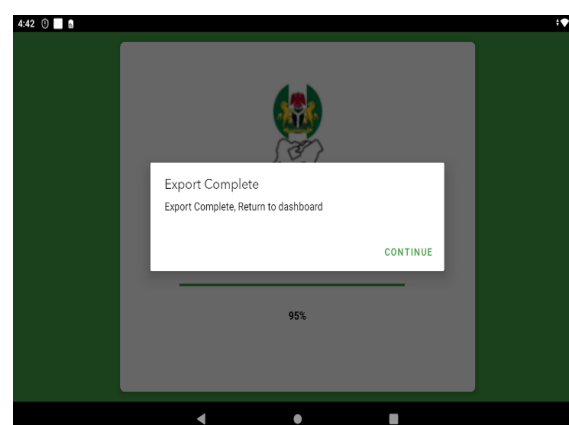 4:42
Export Complete
Export Complete, Return to dashboard
CONTINUE
95%